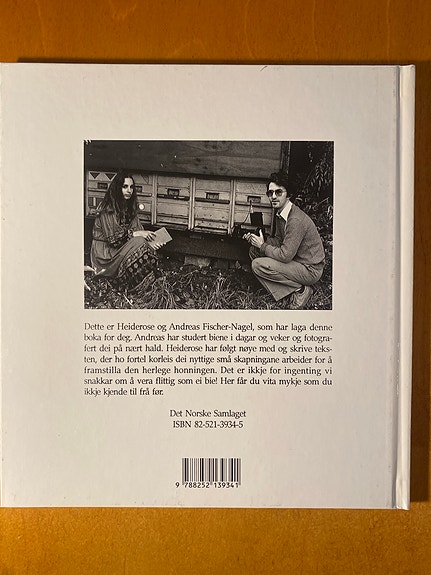 Dette er Heiderose og Andreas Fischer-Nagel, som har laga denne
boka for deg. Andreas har studert biene i dagar og veker og fotogra-
fert dei på nært hald. Heiderose har følgt nøye med og skrive teks-
ten, der ho fortel korleis dei nyttige små skapningane arbeider for å
framstilla den herlege honningen. Det er ikkje for ingenting vi
snakkar om å vera flittig som ei bie! Her får du vita mykje som du
ikkje kjende til frå før.
Det Norske Samlaget
ISBN 82-521-3934-5
9 788252 139341